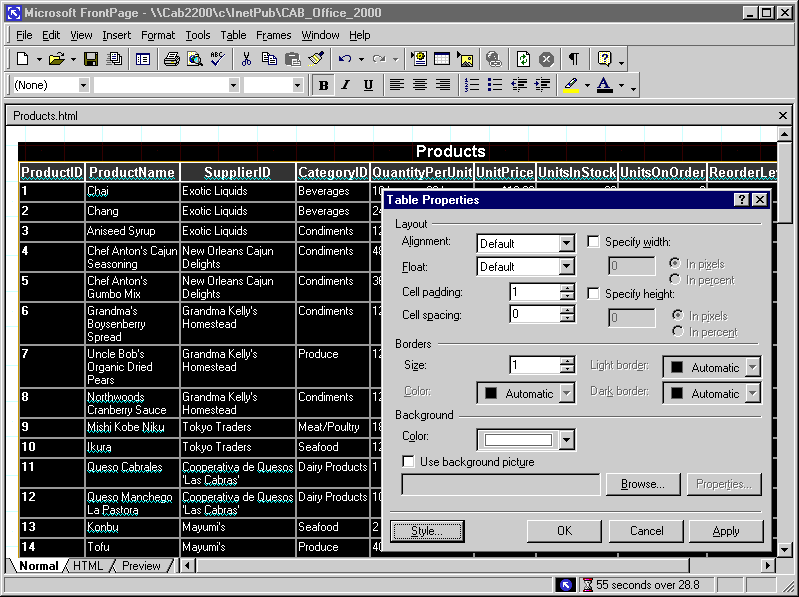 Microsoft FrontPage - \\Cab2200\c\InetPub\CAB_Office_2000
File Edit View Insert Format Tools Table Frames Window Help
(None)
B I U
Products.html
Products
ProductID ProductName SupplierID CategoryID QuantityPerUnit UnitPrice UnitsInStock UnitsOnOrder ReorderLe
1 Chai Exotic Liquids Beverages
2 Chang Exotic Liquids Beverages 24
3 Aniseed Syrup Exotic Liquids Condiments 12
4 Chef Anton's Cajun Seasoning New Orleans Cajun Delights Condiments 48
5 Chef Anton's Gumbo Mix New Orleans Cajun Delights Condiments 36
6 Grandma's Boysenberry Spread Grandma Kelly's Homestead Condiments 12
7 Uncle Bob's Organic Dried Pears Grandma Kelly's Homestead Produce 12
8 Northwoods Cranberry Sauce Grandma Kelly's Homestead Condiments 12
9 Mishi Kobe Niku Tokyo Traders Meat/Poultry 18
10 Ikura Tokyo Traders Seafood 12
11 Queso Cabrales Cooperativa de Quesos 'Las Cabras' Dairy Products 1
12 Queso Manchego La Pastora Cooperativa de Quesos 'Las Cabras' Dairy Products 10
13 Konbu Mayumi's Seafood 2
14 Tofu Mayumi's Produce 40
Table Properties
Layout
Alignment: Default Specify width:
Float: Default 0 In pixels
In percent
Cell padding: 1 Specify height:
Cell spacing: 0 0 In pixels
In percent
Borders
Size: 1 Light border: Automatic
Color: Automatic Dark border: Automatic
Background
Color:
Use background picture
Browse... Properties...
Style... OK Cancel Apply
Normal HTML Preview
55 seconds over 28.8